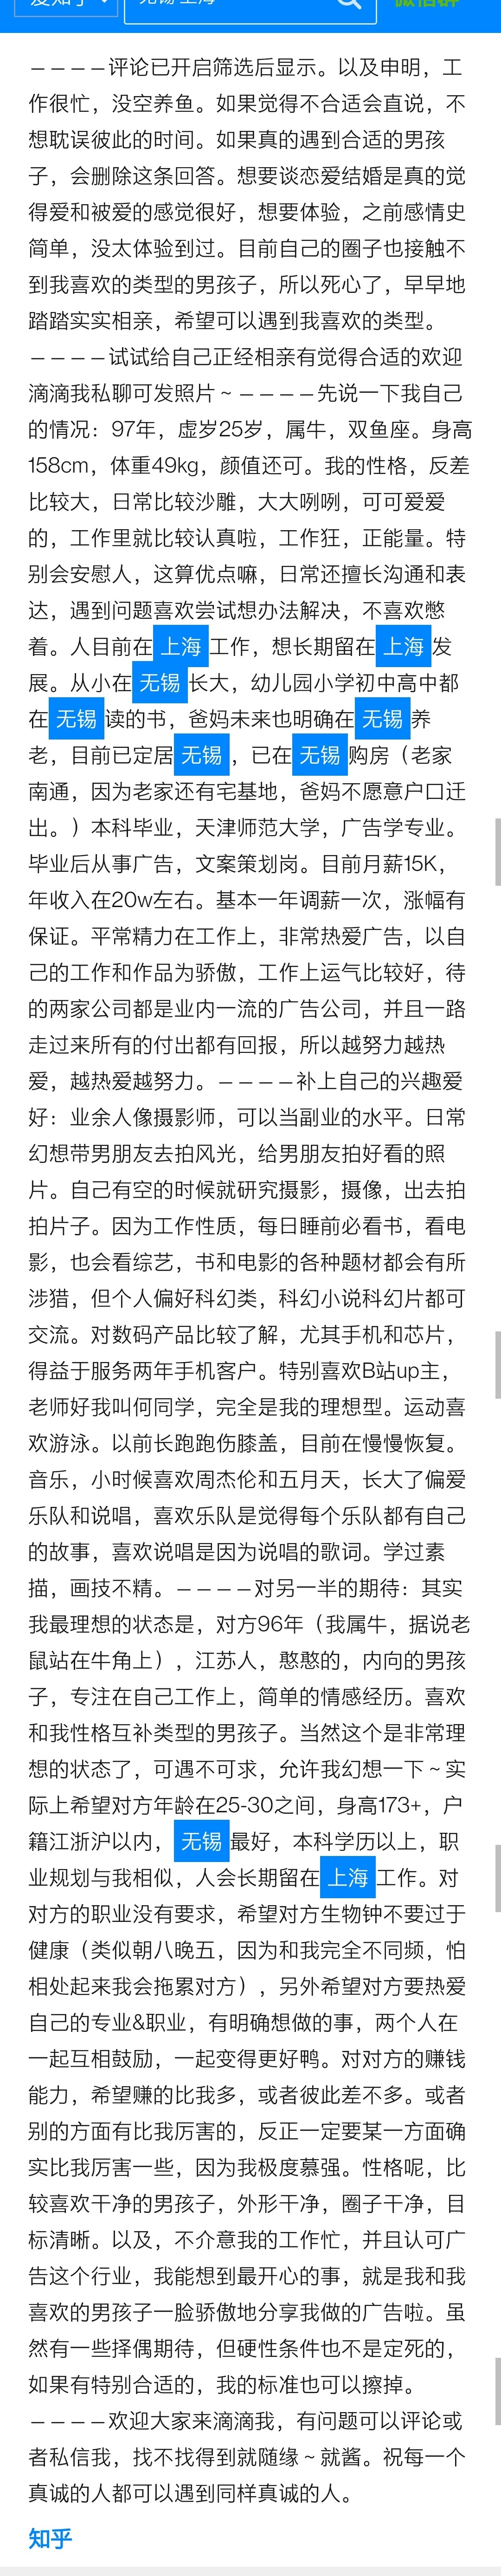 ----评论已开启筛选后显示。以及申明，工
作很忙，没空养鱼。如果觉得不合适会直说，不
想耽误彼此的时间。如果真的遇到合适的男孩
子，会删除这条回答。想要谈恋爱结婚是真的觉
得爱和被爱的感觉很好，想要体验，之前感情史
简单，没太体验到过。目前自己的圈子也接触不
到我喜欢的类型的男孩子，所以死心了，早早地
踏踏实实相亲，希望可以遇到我喜欢的类型。
----试试给自己正经相亲有觉得合适的欢迎
滴滴我私聊可发照片~----先说一下我自己
的情况：97年，虚岁25岁，属牛，双鱼座。身高
158cm，体重49kg，颜值还可。我的性格，反差
比较大，日常比较沙雕，大大咧咧，可可爱爱
的，工作里就比较认真啦，工作狂，正能量。特
别会安慰人，这算优点嘛，日常还擅长沟通和表
达，遇到问题喜欢尝试想办法解决，不喜欢憋
着。人目前在上海工作，想长期留在上海发
展。从小在无锡长大，幼儿园小学初中高中都
在无锡读的书，爸妈未来也明确在无锡养
老，目前已定居无锡，已在无锡购房（老家
南通，因为老家还有宅基地，爸妈不愿意户口迁
出。）本科毕业，天津师范大学，广告学专业。
毕业后从事广告，文案策划岗。目前月薪15K，
年收入在20w左右。基本一年调薪一次，涨幅有
保证。平常精力在工作上，非常热爱广告，以自
己的工作和作品为骄傲，工作上运气比较好，待
的两家公司都是业内一流的广告公司，并且一路
走过来所有的付出都有回报，所以越努力越热
爱，越热爱越努力。----补上自己的兴趣爱
好：业余人像摄影师，可以当副业的水平。日常
幻想带男朋友去拍风光，给男朋友拍好看的照
片。自己有空的时候就研究摄影，摄像，出去拍
拍片子。因为工作性质，每日睡前必看书，看电
影，也会看综艺，书和电影的各种题材都会有所
涉猎，但个人偏好科幻类，科幻小说科幻片都可
交流。对数码产品比较了解，尤其手机和芯片，
得益于服务两年手机客户。特别喜欢B站up主，
老师好我叫何同学，完全是我的理想型。运动喜
欢游泳。以前长跑跑伤膝盖，目前在慢慢恢复。
音乐，小时候喜欢周杰伦和五月天，长大了偏爱
乐队和说唱，喜欢乐队是觉得每个乐队都有自己
的故事，喜欢说唱是因为说唱的歌词。学过素
描，画技不精。----对另一半的期待：其实
我最理想的状态是，对方96年（我属牛，据说老
鼠站在牛角上），江苏人，憨憨的，内向的男孩
子，专注在自己工作上，简单的情感经历。喜欢
和我性格互补类型的男孩子。当然这个是非常理
想的状态了，可遇不可求，允许我幻想一下~实
际上希望对方年龄在25-30之间，身高173+，户
籍江浙沪以内，无锡最好，本科学历以上，职
业规划与我相似，人会长期留在上海工作。对
对方的职业没有要求，希望对方生物钟不要过于
健康（类似朝八晚五，因为和我完全不同频，怕
相处起来我会拖累对方），另外希望对方要热爱
自己的专业&职业，有明确想做的事，两个人在
一起互相鼓励，一起变得更好鸭。对对方的赚钱
能力，希望赚的比我多，或者彼此差不多。或者
别的方面有比我厉害的，反正一定要某一方面确
实比我厉害一些，因为我极度慕强。性格呢，比
较喜欢干净的男孩子，外形干净，圈子干净，目
标清晰。以及，不介意我的工作忙，并且认可广
告这个行业，我能想到最开心的事，就是我和我
喜欢的男孩子一脸骄傲地分享我做的广告啦。虽
然有一些择偶期待，但硬性条件也不是定死的，
如果有特别合适的，我的标准也可以擦掉。
----欢迎大家来滴滴我，有问题可以评论或
者私信我，找不找得到就随缘~就酱。祝每一个
真诚的人都可以遇到同样真诚的人。
知乎